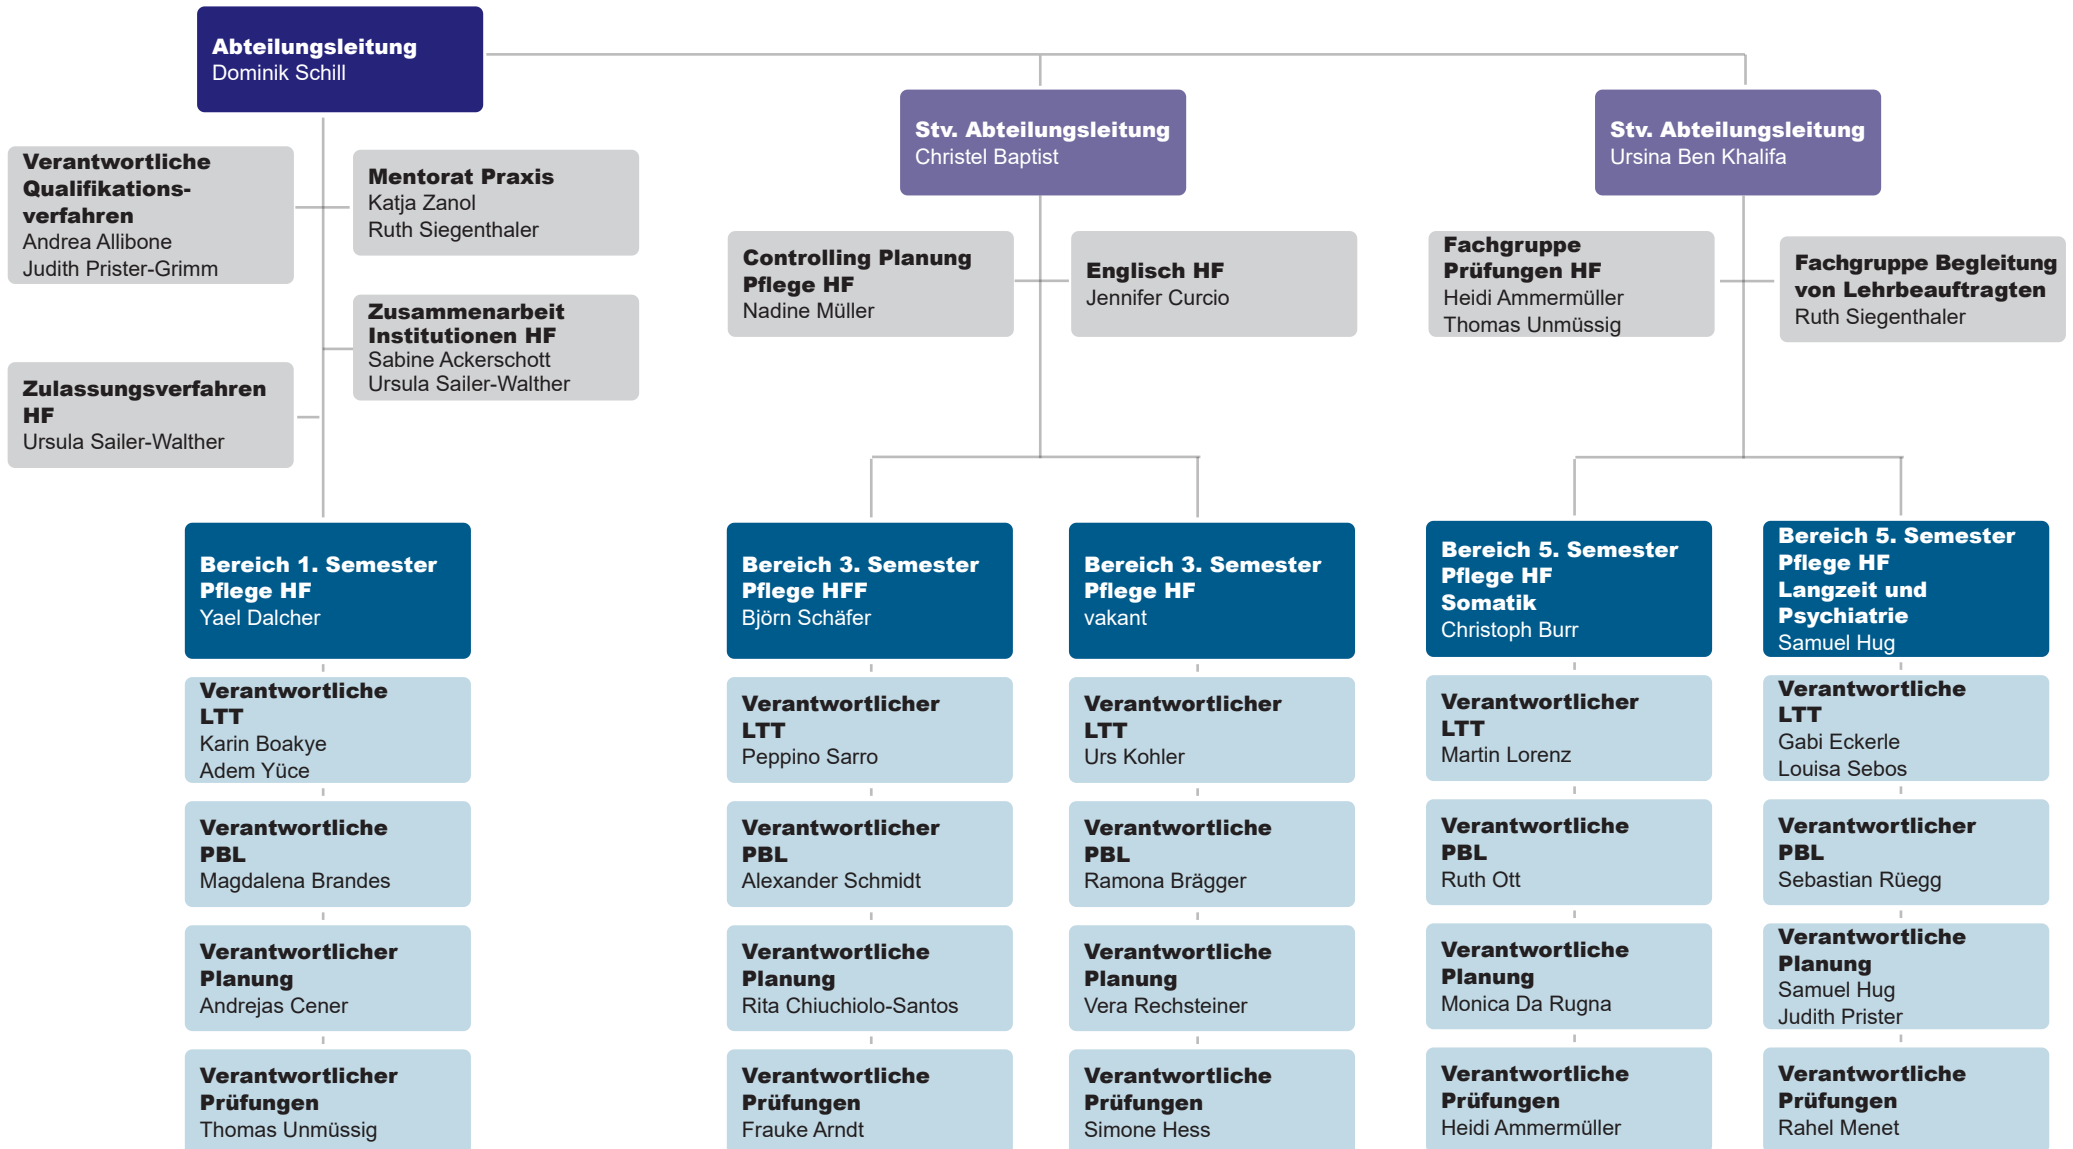 Abteilungsleitung
Dominik Schill
Stv. Abteilungsleitung
Christel Baptist
Stv. Abteilungsleitung
Ursina Ben Khalifa
Verantwortliche
Qualifikations-
verfahren
Andrea Allibone
Judith Prister-Grimm
Mentorat Praxis
Katja Zanol
Ruth Siegenthaler
Zusammenarbeit
Institutionen HF
Sabine Ackerschott
Ursula Sailer-Walther
Zulassungsverfahren
HF
Ursula Sailer-Walther
Controlling Planung
Pflege HF
Nadine Müller
Englisch HF
Jennifer Curcio
Fachgruppe
Prüfungen HF
Heidi Ammermüller
Thomas Unmüssig
Fachgruppe Begleitung
von Lehrbeauftragten
Ruth Siegenthaler
Bereich 1. Semester
Pflege HF
Yael Dalcher
Verantwortliche
LTT
Karin Boakye
Adem Yüce
Verantwortliche
PBL
Magdalena Brandes
Verantwortlicher
Planung
Andrejas Cener
Verantwortlicher
Prüfungen
Thomas Unmüssig
Bereich 3. Semester
Pflege HFF
Björn Schäfer
Verantwortlicher
LTT
Peppino Sarro
Verantwortlicher
PBL
Alexander Schmidt
Verantwortliche
Planung
Rita Chiuchiolo-Santos
Verantwortliche
Prüfungen
Frauke Arndt
Bereich 3. Semester
Pflege HF
vakant
Verantwortlicher
LTT
Urs Kohler
Verantwortliche
PBL
Ramona Brägger
Verantwortliche
Planung
Vera Rechsteiner
Verantwortliche
Prüfungen
Simone Hess
Bereich 5. Semester
Pflege HF
Somatik
Christoph Burr
Verantwortlicher
LTT
Martin Lorenz
Verantwortliche
PBL
Ruth Ott
Verantwortliche
Planung
Monica Da Rugna
Verantwortliche
Prüfungen
Heidi Ammermüller
Bereich 5. Semester
Pflege HF
Langzeit und
Psychiatrie
Samuel Hug
Verantwortliche
LTT
Gabi Eckerle
Louisa Sebos
Verantwortlicher
PBL
Sebastian Rüegg
Verantwortliche
Planung
Samuel Hug
Judith Prister
Verantwortliche
Prüfungen
Rahel Menet